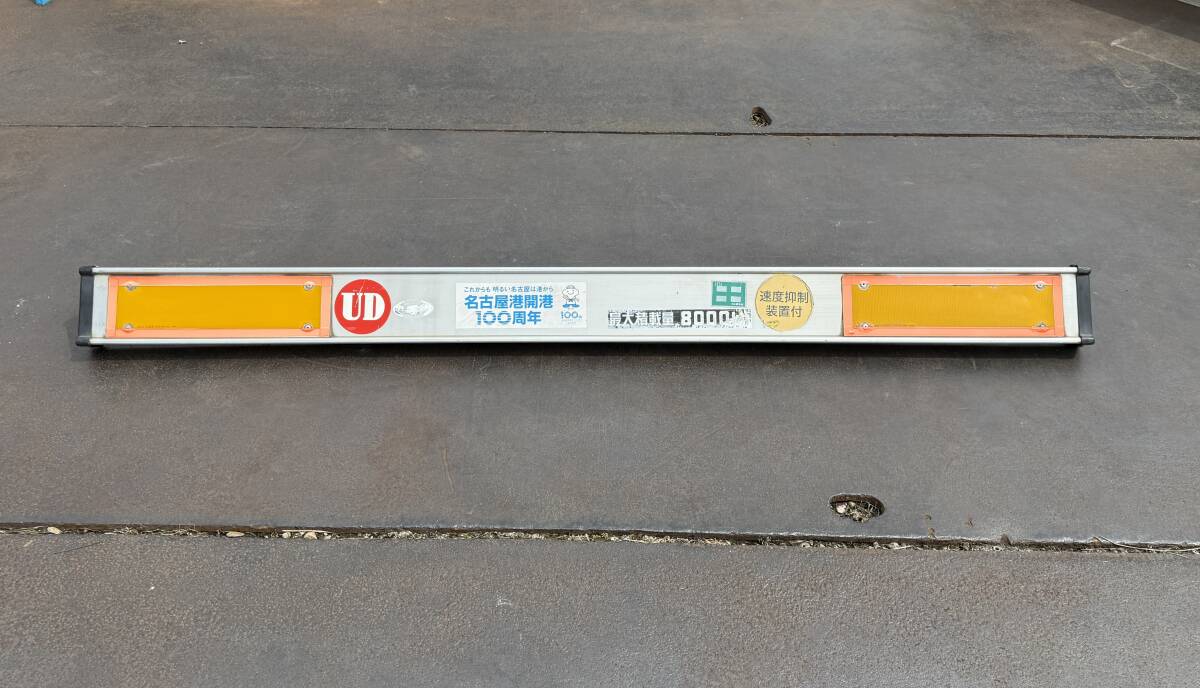 UD
これからも 明るい名古屋は港から
名古屋港開港
100周年
100th
最大積載量 8000kg
速度抑制
装置付